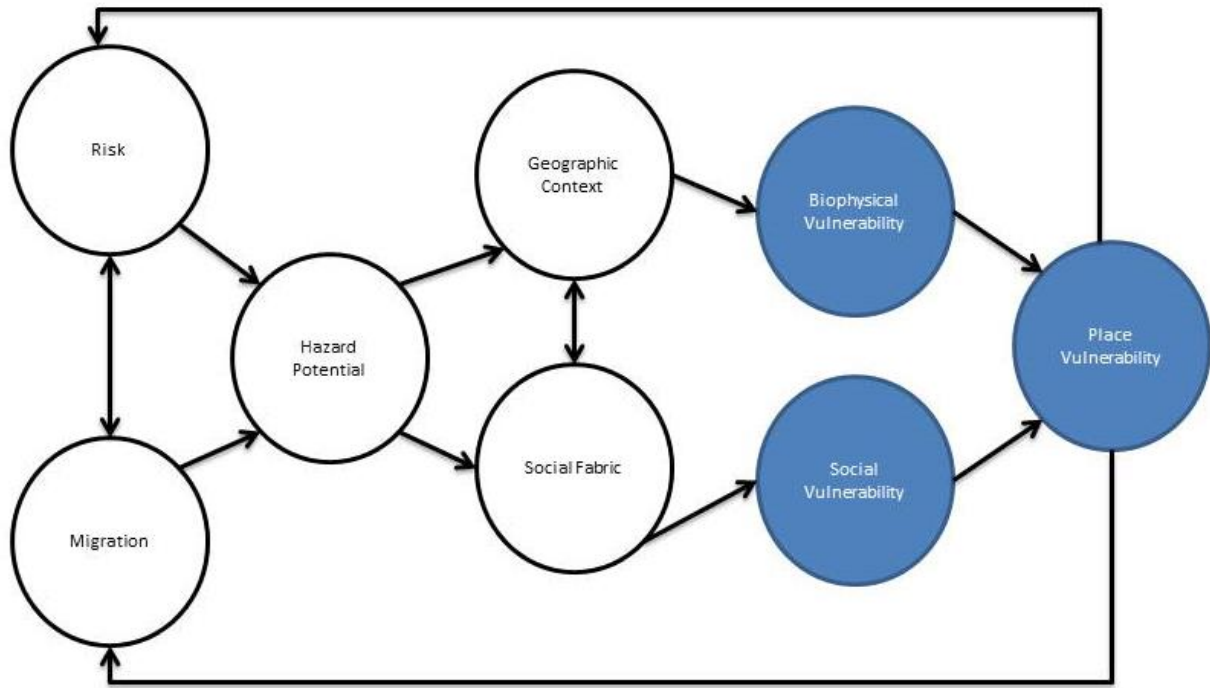 Risk
Geographic
Context
Biophysical
Vulnerability
Hazard
Potential
Place
Vulnerability
Migration
Social Fabric
Social
Vulnerability